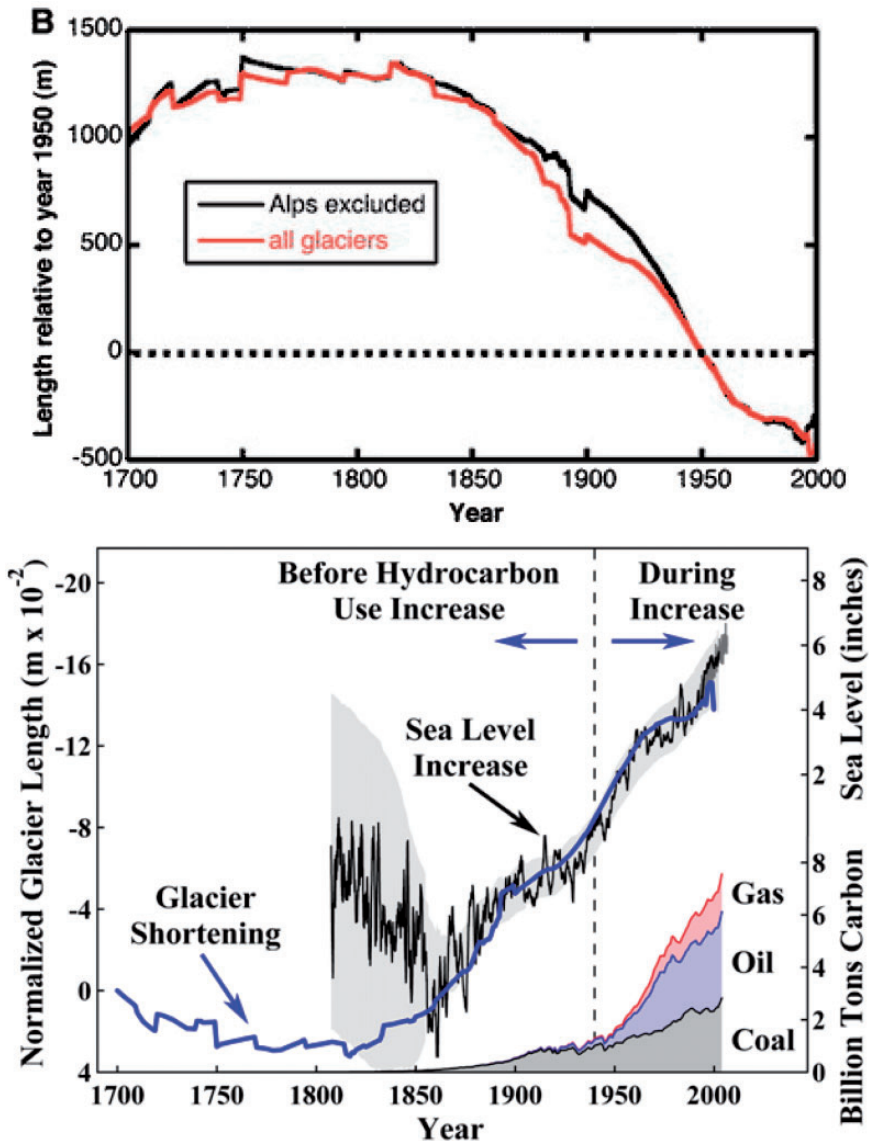 B
1500
1000
500
0
-500
Length relative to year 1950 (m)
Alps excluded
all glaciers
1700 1750 1800 1850 1900 1950 2000
Year
Before Hydrocarbon
Use Increase
During
Increase
Sea Level
Increase
Glacier
Shortening
Gas
Oil
Coal
-20
-16
-12
-8
-4
0
4
Normalized Glacier Length (m x 10⁻²)
8
6
4
2
Sea Level (inches)
8
6
4
2
0
Billion Tons Carbon
1700 1750 1800 1850 1900 1950 2000
Year